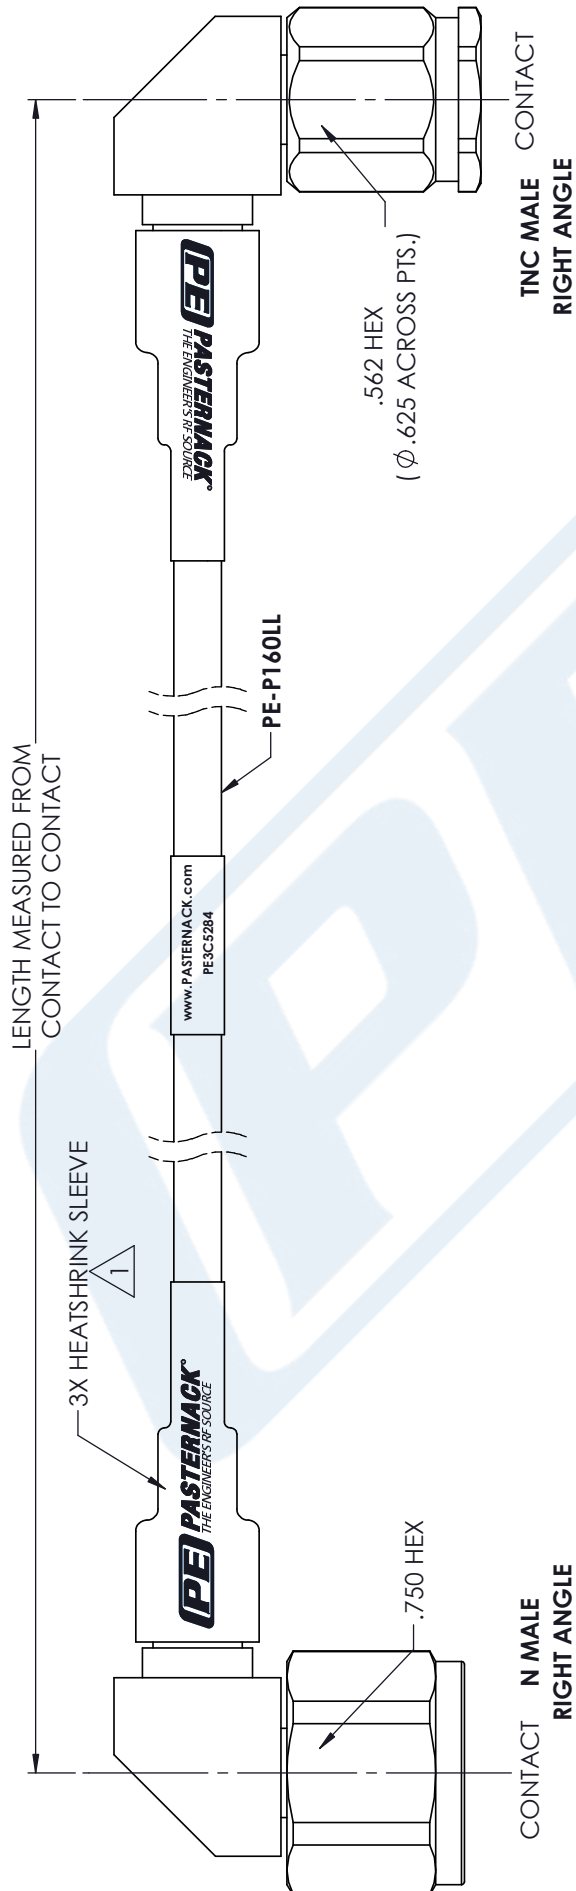 LENGTH MEASURED FROM
CONTACT TO CONTACT
3X HEATSHRINK SLEEVE
1
PE PASTERNACK®
THE ENGINEER'S RF SOURCE
www.PASTERNACK.com
PE3C5284
PE-P160LL
PE PASTERNACK®
THE ENGINEER'S RF SOURCE
.750 HEX
.562 HEX
(∅.625 ACROSS PTS.)
CONTACT N MALE
RIGHT ANGLE
TNC MALE CONTACT
RIGHT ANGLE